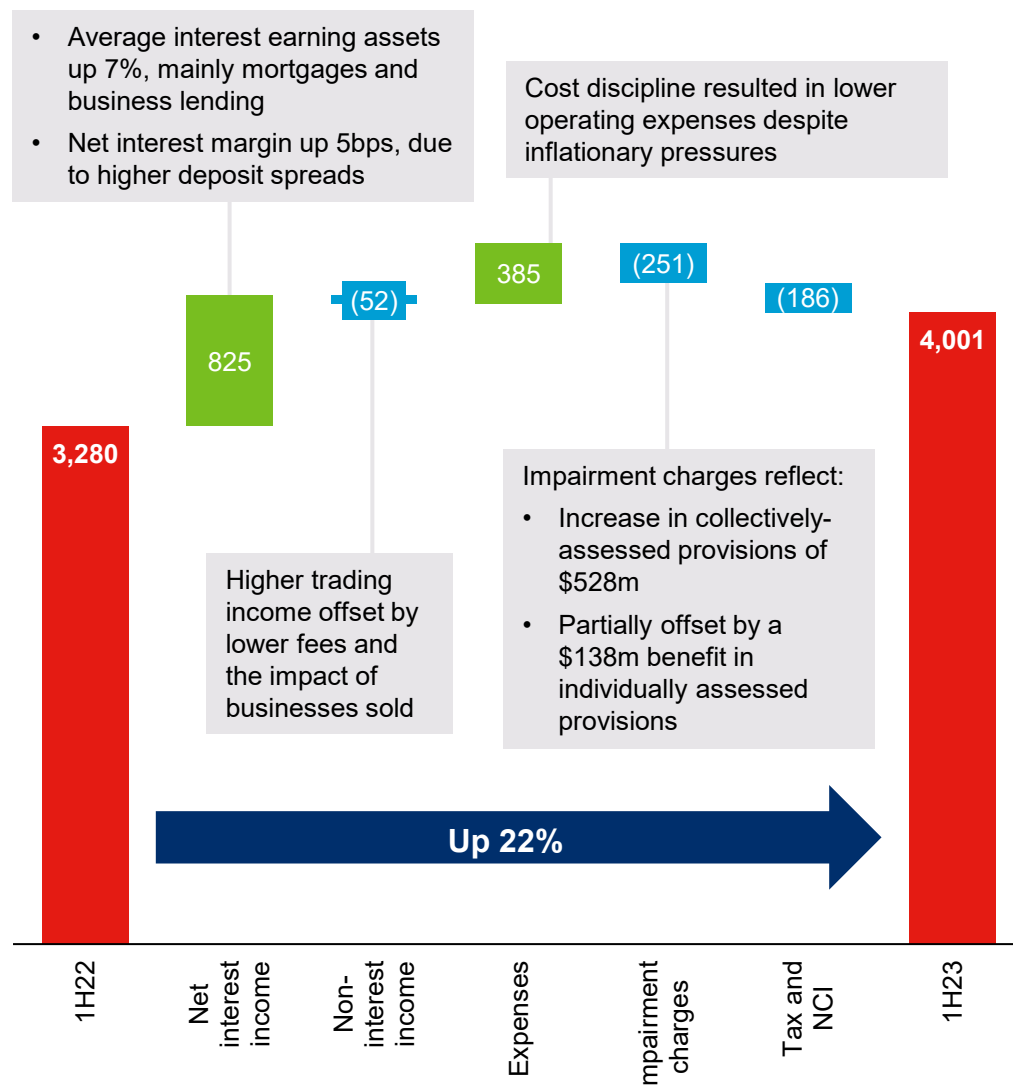 • Average interest earning assets
up 7%, mainly mortgages and
business lending
• Net interest margin up 5bps, due
to higher deposit spreads
Cost discipline resulted in lower
operating expenses despite
inflationary pressures
3,280
825
(52)
385
(251)
(186)
4,001
Higher trading
income offset by
lower fees and
the impact of
businesses sold
Impairment charges reflect:
• Increase in collectively-
assessed provisions of
$528m
• Partially offset by a
$138m benefit in
individually assessed
provisions
Up 22%
1H22
Net
interest
income
Non-
interest
income
Expenses
mpairment
charges
Tax and
NCI
1H23